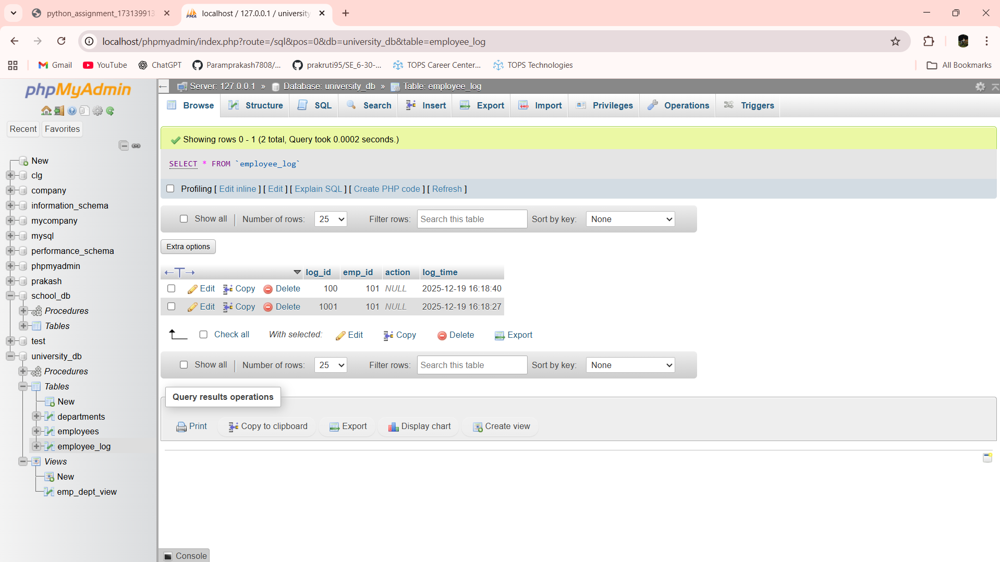 python_assignment_173139913
localhost / 127.0.0.1 / university
localhost/phpmyadmin/index.php?route=/sql&pos=0&db=university_db&table=employee_log
Gmail
YouTube
ChatGPT
Paramprakash7808/...
prakruti95/SE_6-30-...
TOPS Career Center...
TOPS Technologies
All Bookmarks
phpMyAdmin
Recent
Favorites
New
clg
company
information_schema
mycompany
mysql
performance_schema
phpmyadmin
prakash
school_db
Procedures
Tables
test
university_db
Procedures
Tables
New
departments
employees
employee_log
Views
New
emp_dept_view
Server: 127.0.0.1 » Database: university_db » Table: employee_log
Browse Structure SQL Search Insert Export Import Privileges Operations Triggers
Showing rows 0 - 1 (2 total, Query took 0.0002 seconds.)
SELECT * FROM `employee_log`
Profiling [ Edit inline ] [ Edit ] [ Explain SQL ] [ Create PHP code ] [ Refresh ]
Show all Number of rows: 25 Filter rows: Search this table Sort by key: None
Extra options
log_id emp_id action log_time
Edit Copy Delete 100 101 NULL 2025-12-19 16:18:40
Edit Copy Delete 1001 101 NULL 2025-12-19 16:18:27
Check all With selected: Edit Copy Delete Export
Show all Number of rows: 25 Filter rows: Search this table Sort by key: None
Query results operations
Print Copy to clipboard Export Display chart Create view
Console